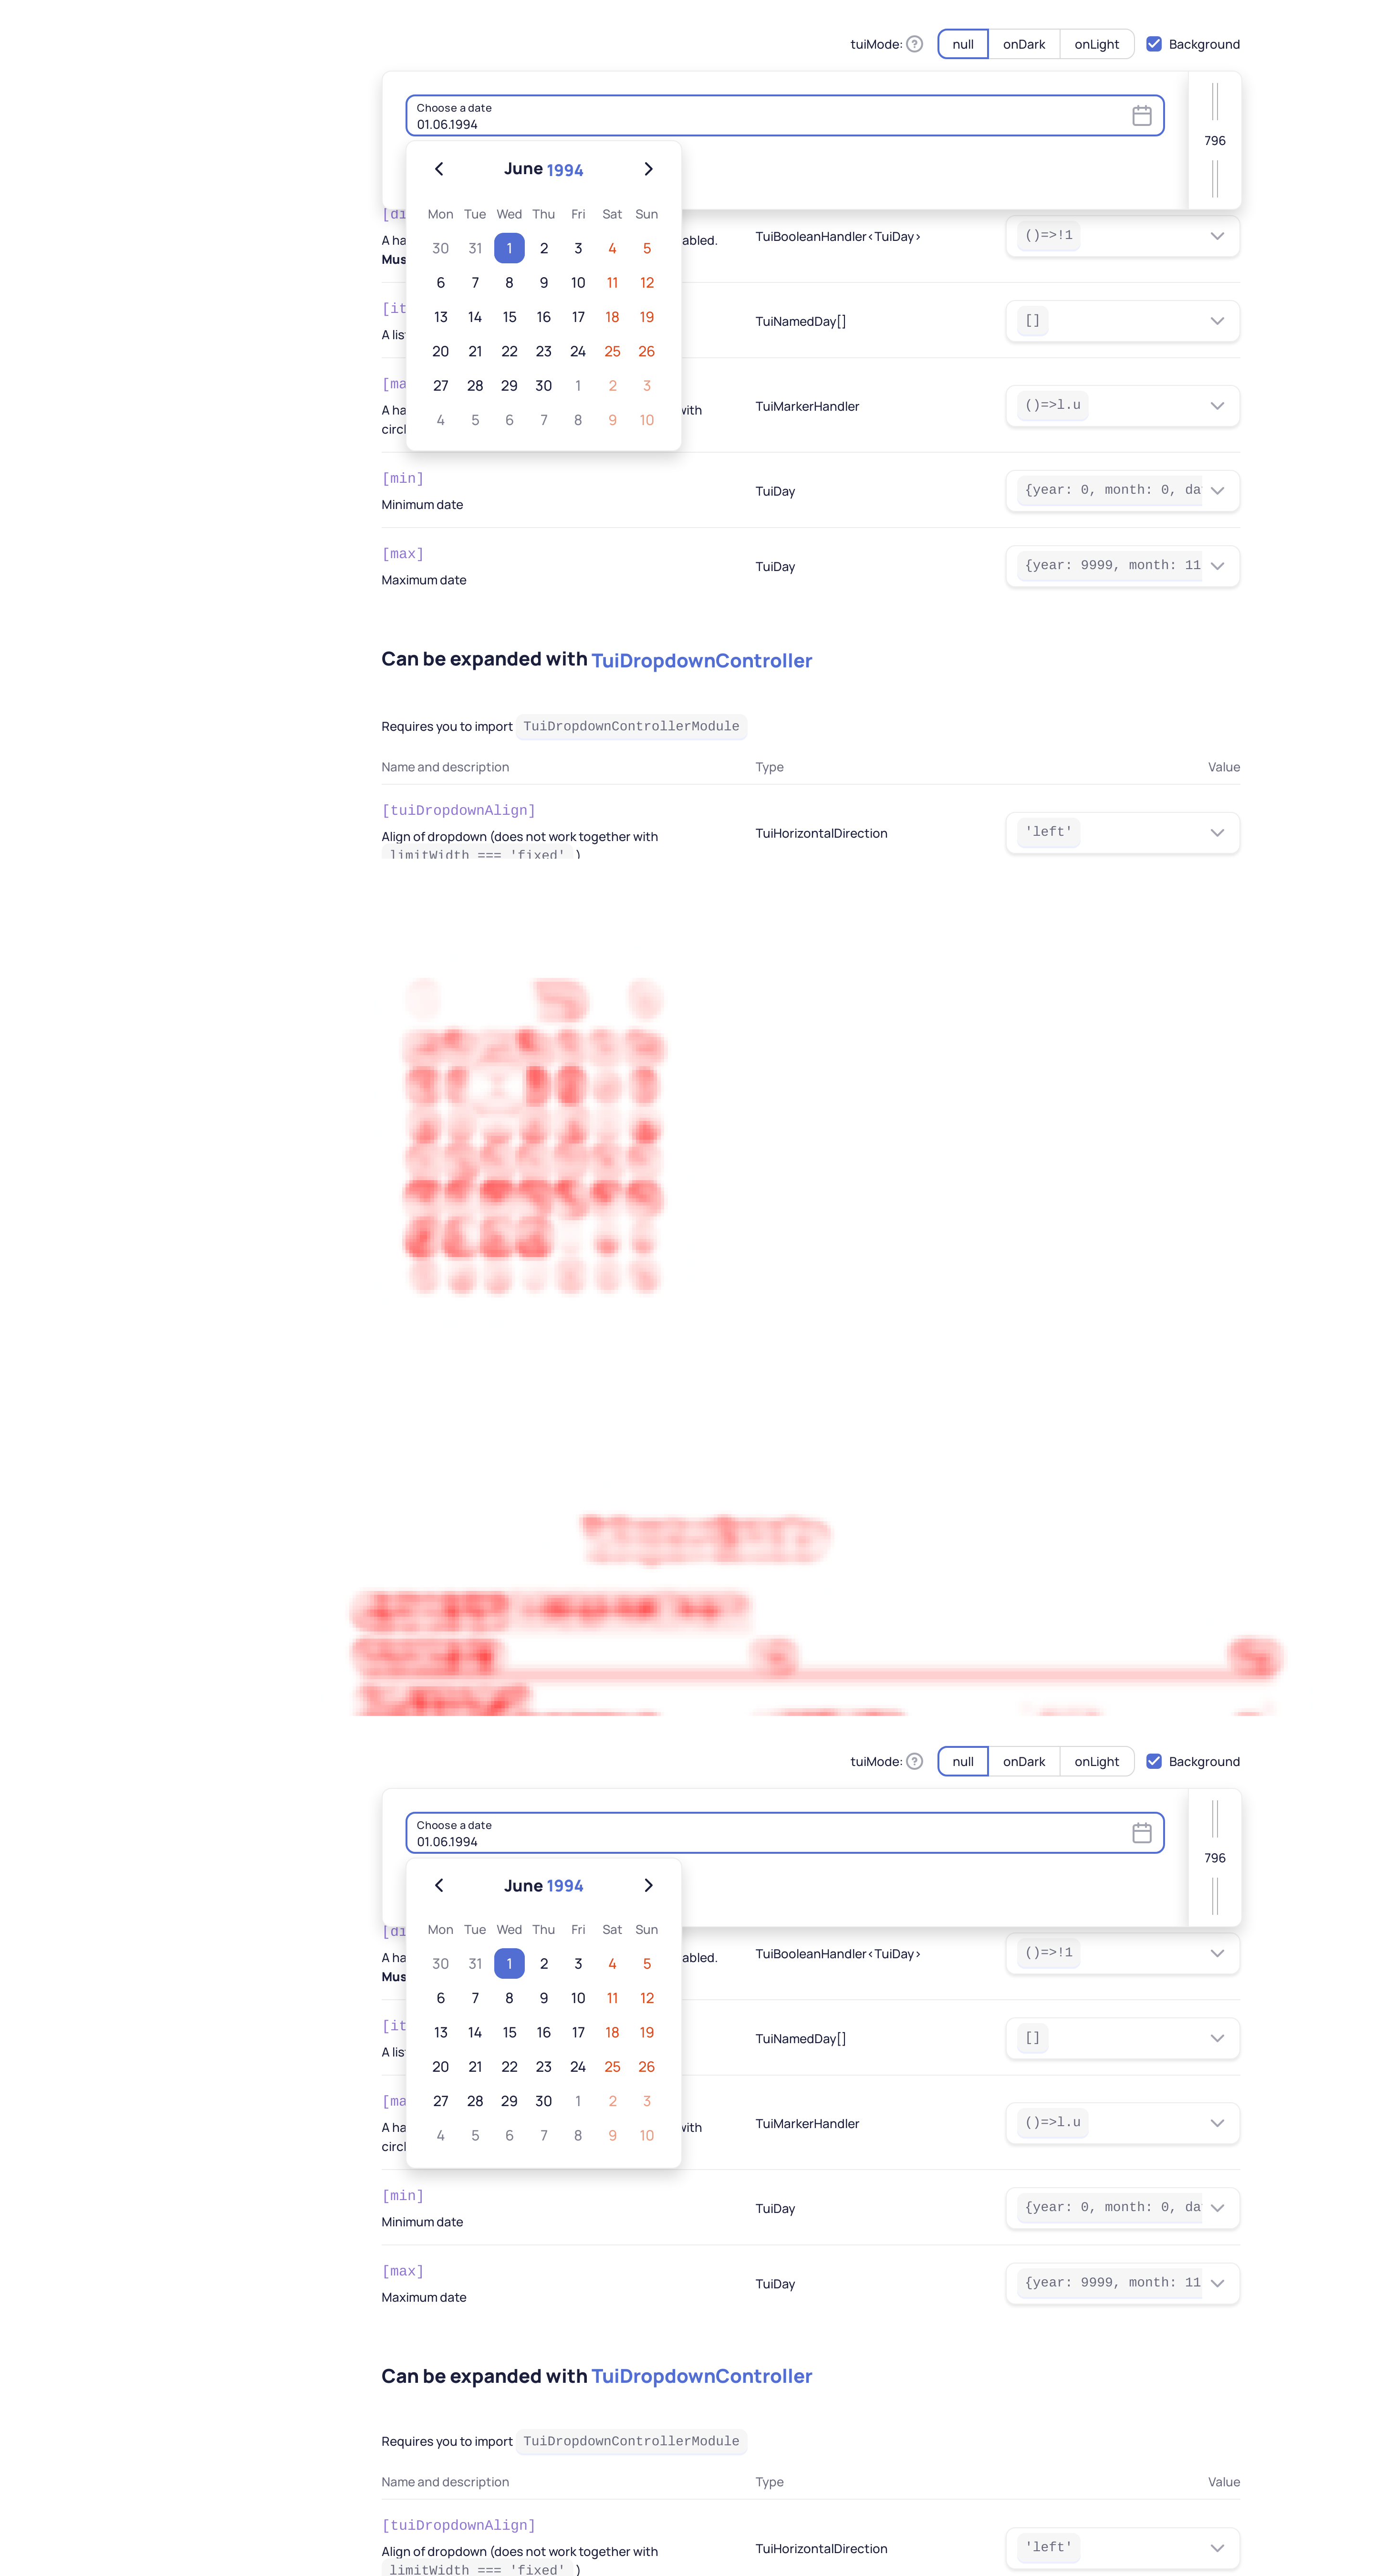 tuiMode: ? null onDark onLight Background
Choose a date
01.06.1994
796
June 1994
Mon Tue Wed Thu Fri Sat Sun
30 31 1 2 3 4 5
6 7 8 9 10 11 12
13 14 15 16 17 18 19
20 21 22 23 24 25 26
27 28 29 30 1 2 3
4 5 6 7 8 9 10
[di
A ha abled. TuiBooleanHandler<TuiDay> ()=>!1
Mus
[it
A lis TuiNamedDay[] []
[ma
A ha with TuiMarkerHandler ()=>l.u
circl
[min]
Minimum date TuiDay {year: 0, month: 0, da
[max]
Maximum date TuiDay {year: 9999, month: 11
Can be expanded with TuiDropdownController
Requires you to import TuiDropdownControllerModule
Name and description Type Value
[tuiDropdownAlign]
Align of dropdown (does not work together with TuiHorizontalDirection 'left'
limitWidth === 'fixed' )
tuiMode: ? null onDark onLight Background
Choose a date
01.06.1994
796
June 1994
Mon Tue Wed Thu Fri Sat Sun
30 31 1 2 3 4 5
6 7 8 9 10 11 12
13 14 15 16 17 18 19
20 21 22 23 24 25 26
27 28 29 30 1 2 3
4 5 6 7 8 9 10
[di
A ha abled. TuiBooleanHandler<TuiDay> ()=>!1
Mus
[it
A lis TuiNamedDay[] []
[ma
A ha with TuiMarkerHandler ()=>l.u
circl
[min]
Minimum date TuiDay {year: 0, month: 0, da
[max]
Maximum date TuiDay {year: 9999, month: 11
Can be expanded with TuiDropdownController
Requires you to import TuiDropdownControllerModule
Name and description Type Value
[tuiDropdownAlign]
Align of dropdown (does not work together with TuiHorizontalDirection 'left'
limitWidth === 'fixed' )